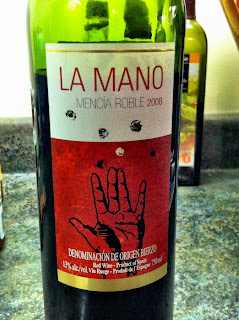 LA MANO
MENCÍA ROBLE 2008
DENOMINACIÓN DE ORIGEN BIERZO
Red Wine - Product of Spain
13% alc./vol. Vin Rouge - Produit de l'Espagne 750ml